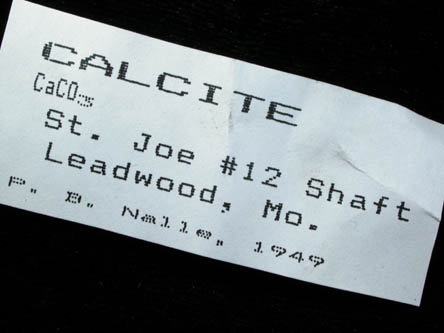 CALCITE
CaCO3
St. Joe #12 Shaft
Leadwood, Mo.
P. B. Nalle, 1949